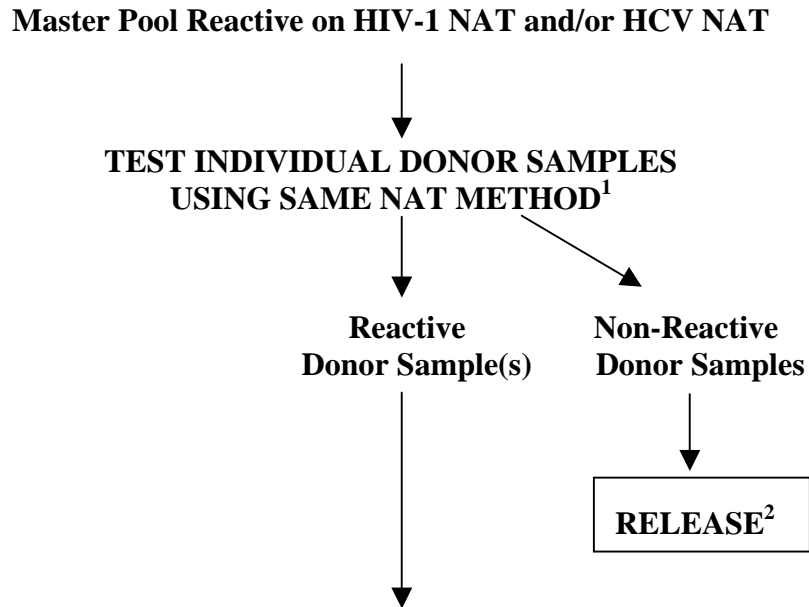 Master Pool Reactive on HIV-1 NAT and/or HCV NAT
TEST INDIVIDUAL DONOR SAMPLES
USING SAME NAT METHOD¹
Reactive
Donor Sample(s)
Non-Reactive
Donor Samples
RELEASE²